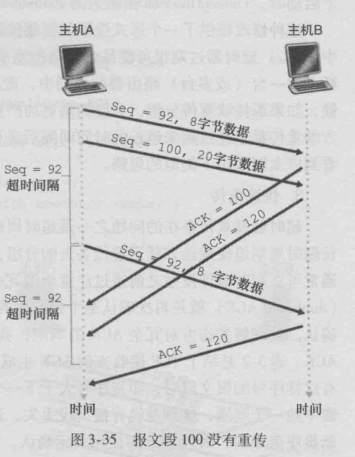 主机A
主机B
Seq = 92, 8字节数据
Seq = 100, 20字节数据
Seq = 92
超时间隔
ACK = 100
ACK = 120
Seq = 92, 8 字节数据
Seq = 92
超时间隔
ACK = 120
时间
时间
图 3-35 报文段 100 没有重传